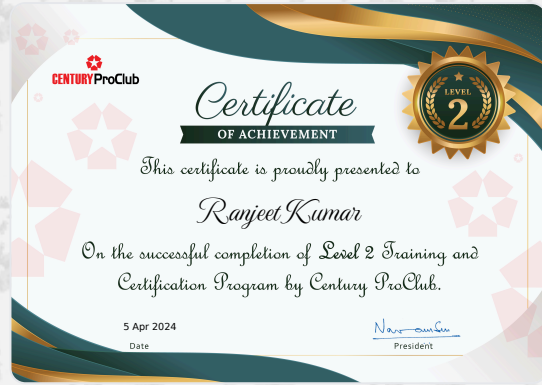 CENTURY ProClub
Certificate
OF ACHIEVEMENT
LEVEL
2
This certificate is proudly presented to
Ranjeet Kumar
On the successful completion of Level 2 Training and
Certification Program by Century ProClub.
5 Apr 2024
Date
President